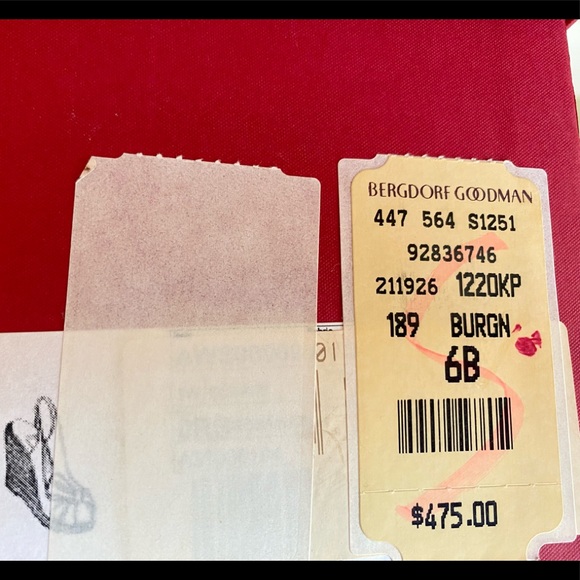 BERGDORF GOODMAN
447 564 S1251
92836746
211926 1220KP
189 BURGN
6B
$475.00